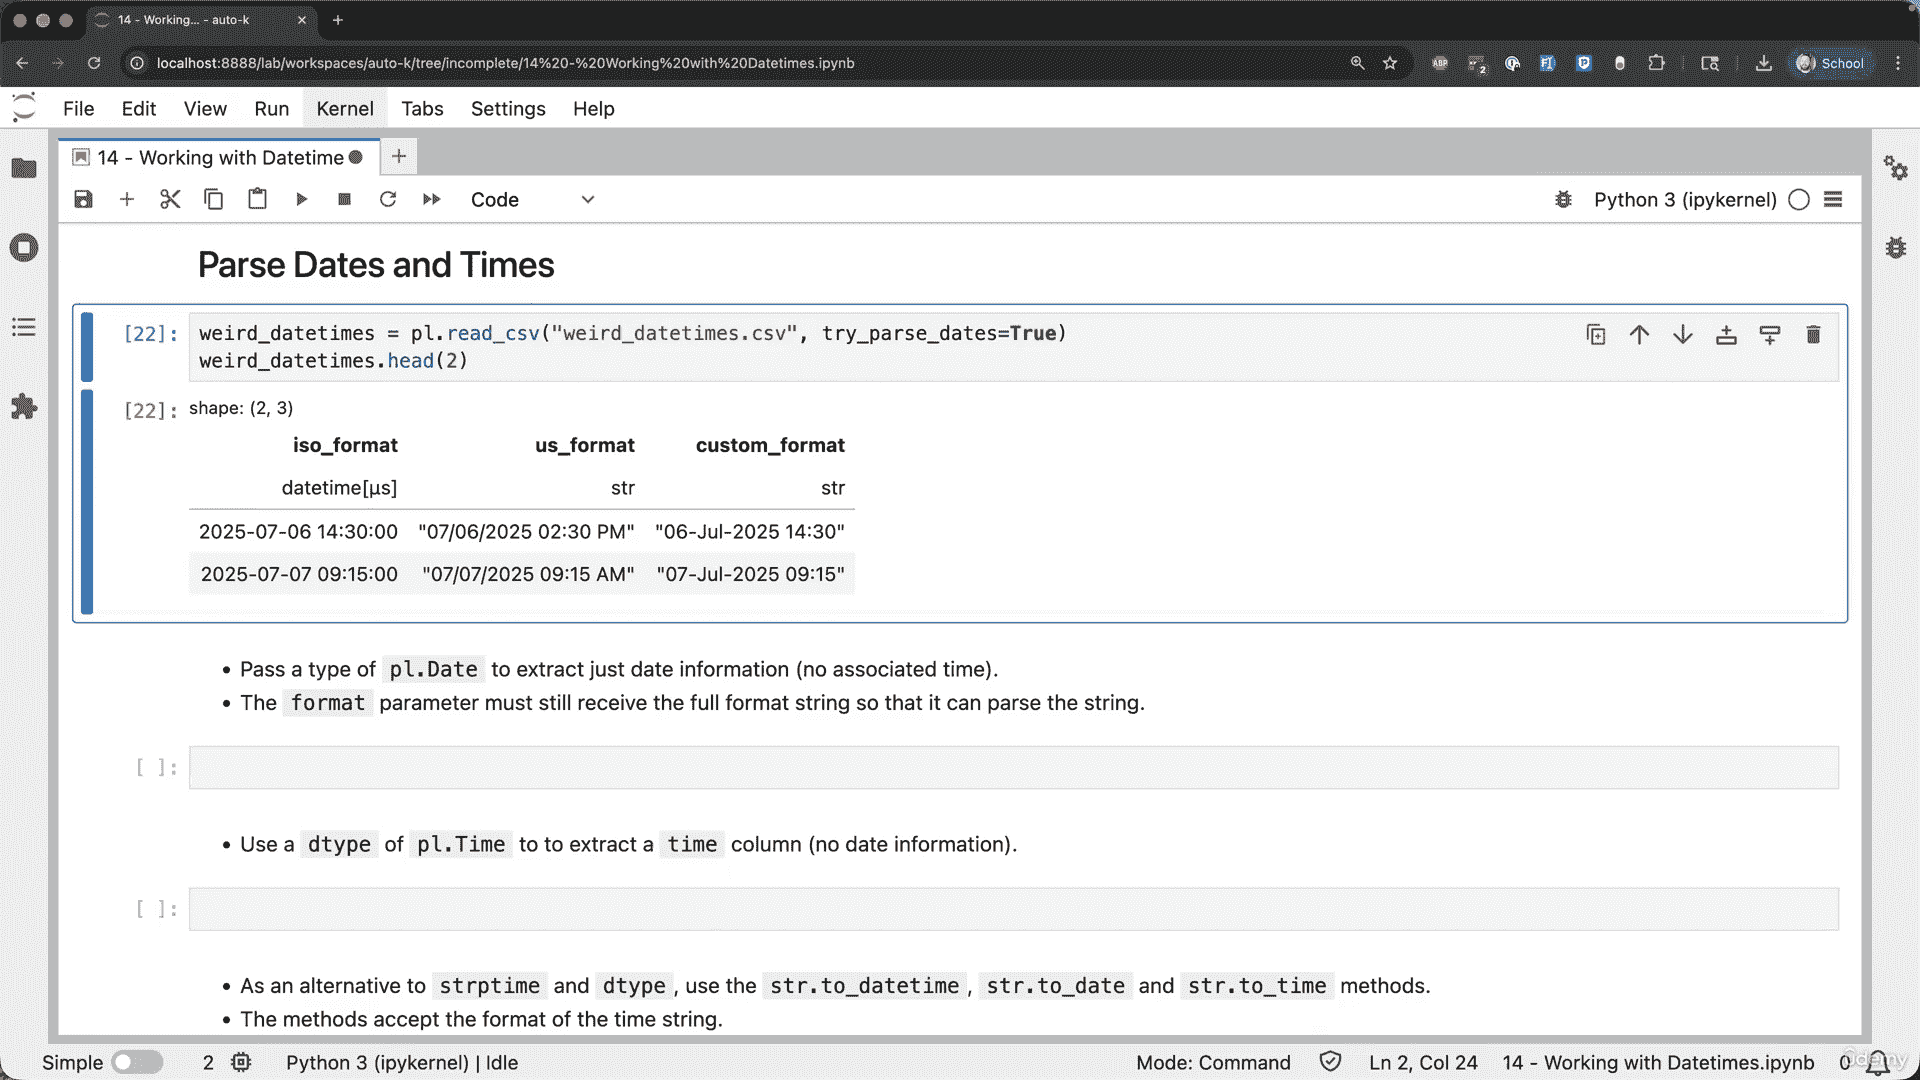 14 - Working... - auto-k
localhost:8888/lab/workspaces/auto-k/tree/incomplete/14%20-%20Working%20with%20Datetimes.ipynb
ABP
2
School
File Edit View Run Kernel Tabs Settings Help
14 - Working with Datetime
Code
Python 3 (ipykernel)
Parse Dates and Times
[22]: weird_datetimes = pl.read_csv("weird_datetimes.csv", try_parse_dates=True)
weird_datetimes.head(2)
[22]: shape: (2, 3)
iso_format us_format custom_format
datetime[μs] str str
2025-07-06 14:30:00 "07/06/2025 02:30 PM" "06-Jul-2025 14:30"
2025-07-07 09:15:00 "07/07/2025 09:15 AM" "07-Jul-2025 09:15"
• Pass a type of pl.Date to extract just date information (no associated time).
• The format parameter must still receive the full format string so that it can parse the string.
[ ]:
• Use a dtype of pl.Time to to extract a time column (no date information).
[ ]:
• As an alternative to strptime and dtype, use the str.to_datetime, str.to_date and str.to_time methods.
• The methods accept the format of the time string.
Simple 2 Python 3 (ipykernel) | Idle Mode: Command Ln 2, Col 24 14 - Working with Datetimes.ipynb 0
Udemy